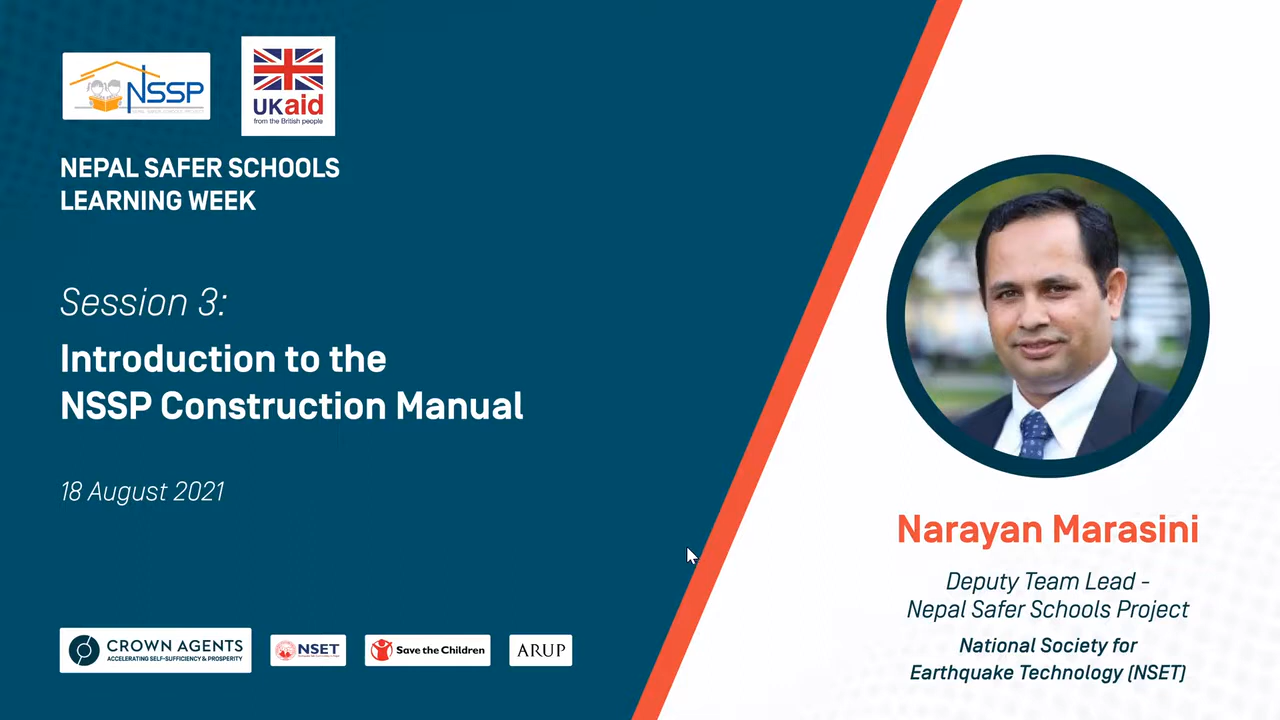 NSSP
UKaid
from the British people
NEPAL SAFER SCHOOLS
LEARNING WEEK
Session 3:
Introduction to the
NSSP Construction Manual
18 August 2021
CROWN AGENTS
ACCELERATING SELF-SUFFICIENCY & PROSPERITY
NSET
Save the Children
ARUP
Narayan Marasini
Deputy Team Lead -
Nepal Safer Schools Project
National Society for
Earthquake Technology (NSET)